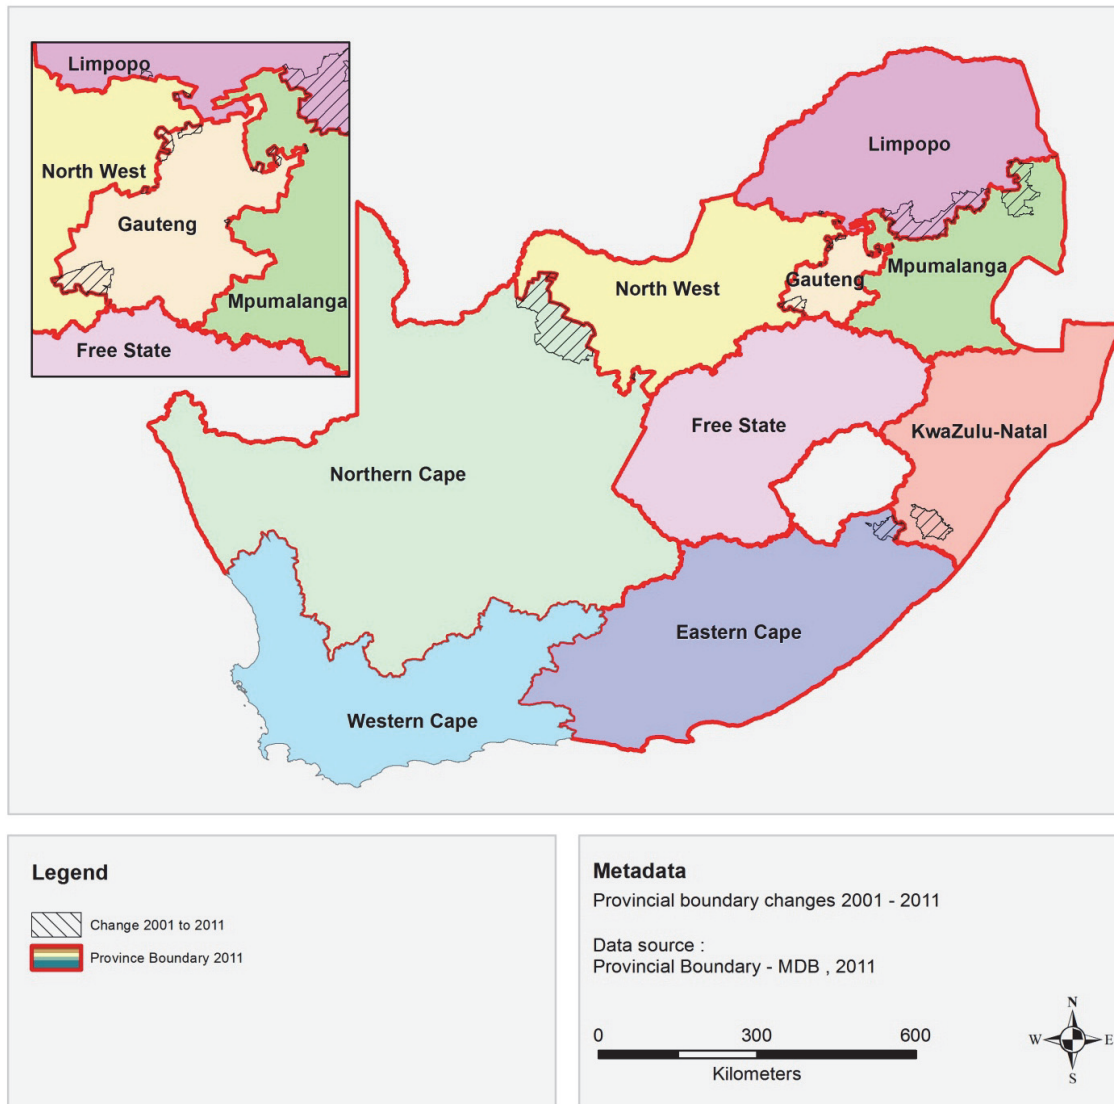 Limpopo
North West
Gauteng
Mpumalanga
Free State
Limpopo
North West
Gauteng
Mpumalanga
Free State
KwaZulu-Natal
Northern Cape
Eastern Cape
Western Cape
Legend
Change 2001 to 2011
Province Boundary 2011
Metadata
Provincial boundary changes 2001 - 2011
Data source :
Provincial Boundary - MDB , 2011
0 300 600
Kilometers
N
W E
S